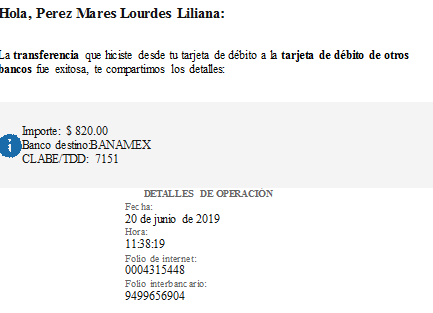 Hola, Perez Mares Lourdes Liliana:
La transferencia que hiciste desde tu tarjeta de débito a la tarjeta de débito de otros
bancos fue exitosa, te compartimos los detalles:
Importe: $ 820.00
Banco destino:BANAMEX
CLABE/TDD: 7151
DETALLES DE OPERACIÓN
Fecha:
20 de junio de 2019
Hora:
11:38:19
Folio de internet:
0004315448
Folio interbancario:
9499656904